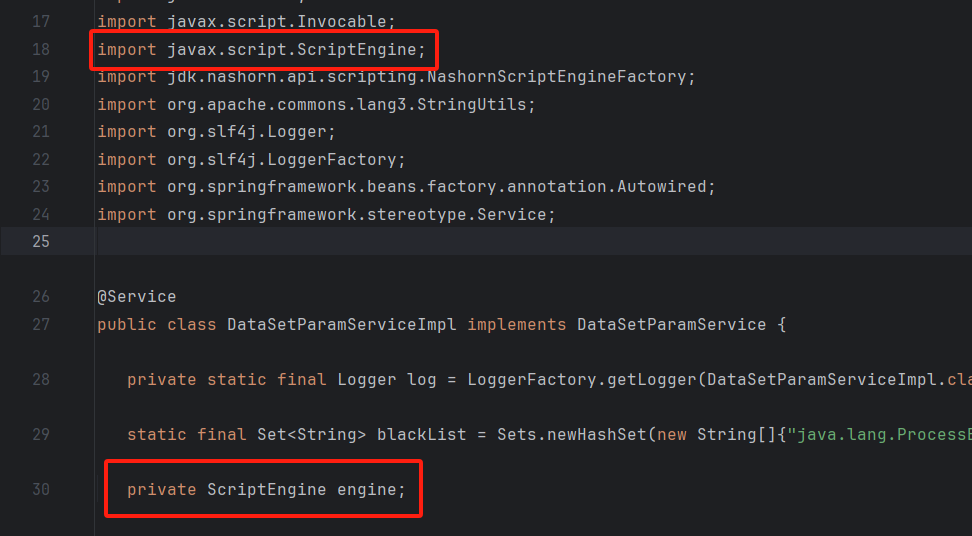 17 import javax.script.Invocable;
18 import javax.script.ScriptEngine;
19 import jdk.nashorn.api.scripting.NashornScriptEngineFactory;
20 import org.apache.commons.lang3.StringUtils;
21 import org.slf4j.Logger;
22 import org.slf4j.LoggerFactory;
23 import org.springframework.beans.factory.annotation.Autowired;
24 import org.springframework.stereotype.Service;
25
26 @Service
27 public class DataSetParamServiceImpl implements DataSetParamService {
28 private static final Logger log = LoggerFactory.getLogger(DataSetParamServiceImpl.cla
29 static final Set<String> blackList = Sets.newHashSet(new String[]{"java.lang.ProcessB
30 private ScriptEngine engine;